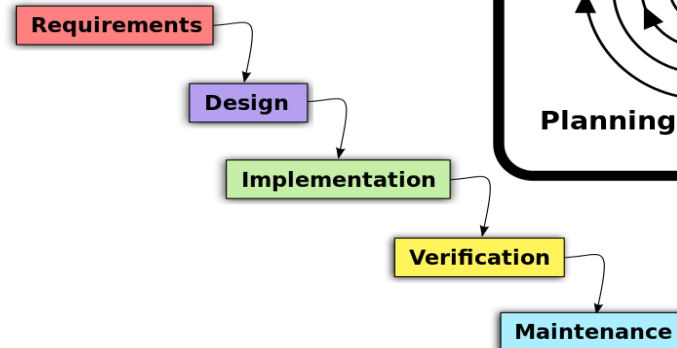 Requirements
Design
Planning
Implementation
Verification
Maintenance